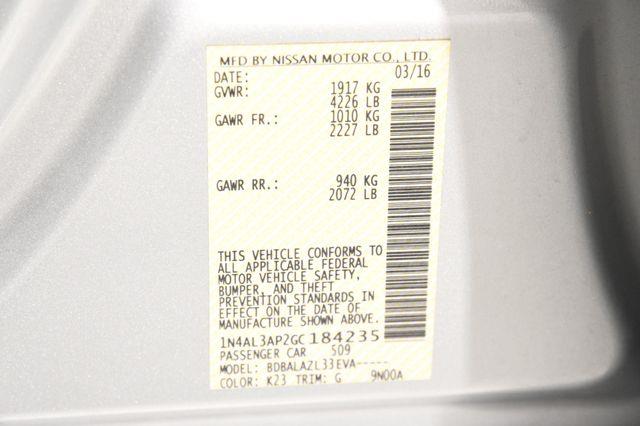 MFD BY NISSAN MOTOR CO., LTD.
DATE: 03/16
GVWR: 1917 KG
4226 LB
GAWR FR.: 1010 KG
2227 LB
GAWR RR.: 940 KG
2072 LB
THIS VEHICLE CONFORMS TO
ALL APPLICABLE FEDERAL
MOTOR VEHICLE SAFETY,
BUMPER, AND THEFT
PREVENTION STANDARDS IN
EFFECT ON THE DATE OF
MANUFACTURE SHOWN ABOVE.
1N4AL3AP2GC184235
PASSENGER CAR 509
MODEL: BDBALAZL33EVA-----
COLOR: K23 TRIM: G 9N00A